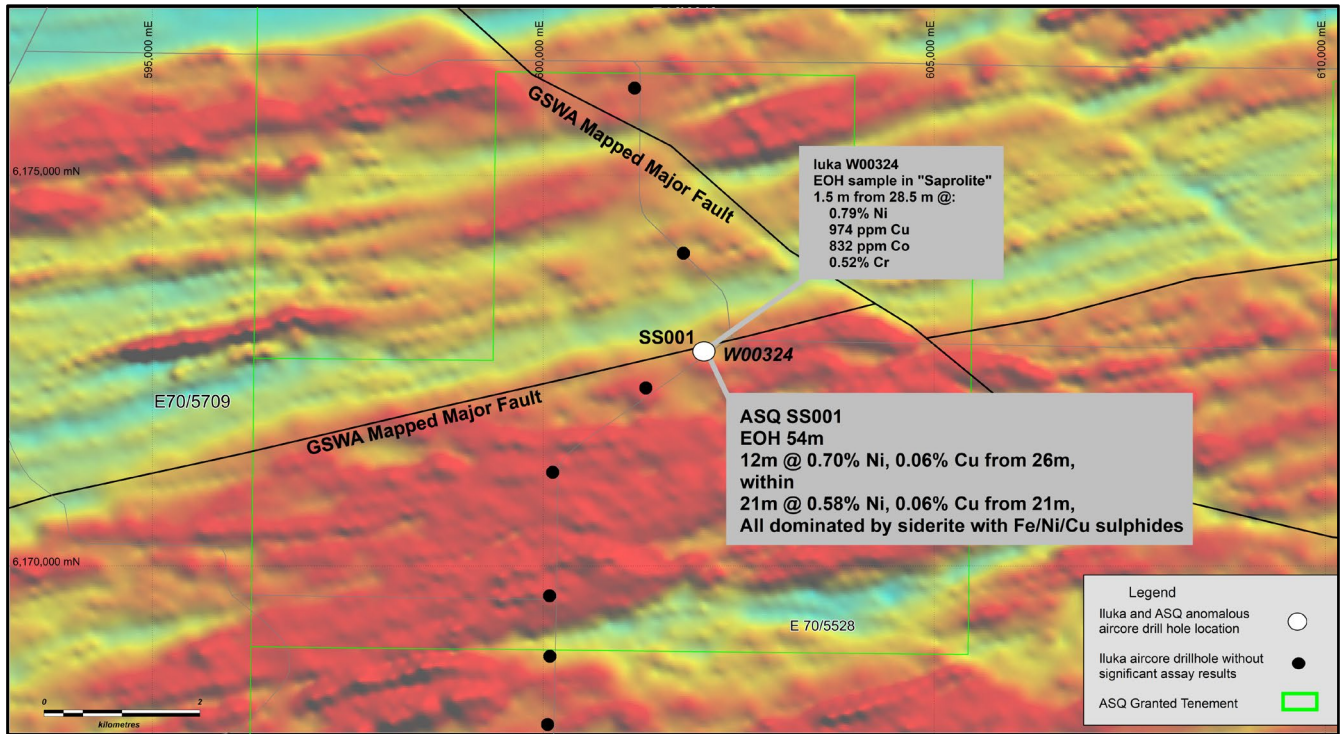 595,000 mE
600,000 mE
605,000 mE
610,000 mE
GSWA Mapped Major Fault
6,175,000 mN
Iuka W00324
EOH sample in "Saprolite"
1.5 m from 28.5 m @:
0.79% Ni
974 ppm Cu
832 ppm Co
0.52% Cr
SS001
W00324
E70/5709
GSWA Mapped Major Fault
ASQ SS001
EOH 54m
12m @ 0.70% Ni, 0.06% Cu from 26m,
within
21m @ 0.58% Ni, 0.06% Cu from 21m,
All dominated by siderite with Fe/Ni/Cu sulphides
6,170,000 mN
E 70/5528
Legend
Iluka and ASQ anomalous
aircore drill hole location
Iluka aircore drillhole without
significant assay results
ASQ Granted Tenement
0
2
kilometres